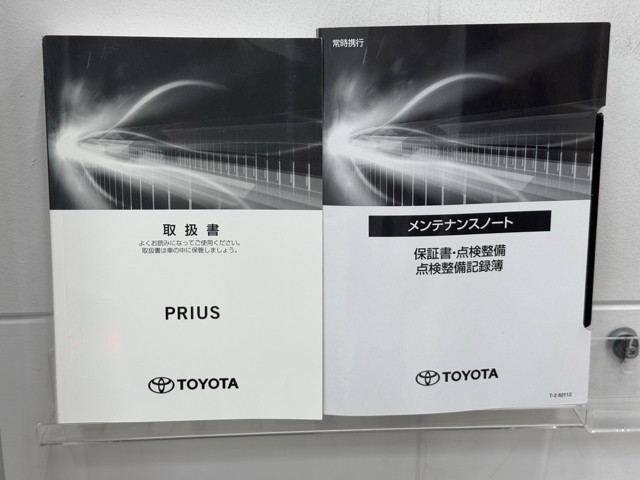 取扱書
よくお読みになってご使用ください。
取扱書は車の中に保管しましょう。
PRIUS
TOYOTA
常時携行
メンテナンスノート
保証書・点検整備
点検整備記録簿
TOYOTA